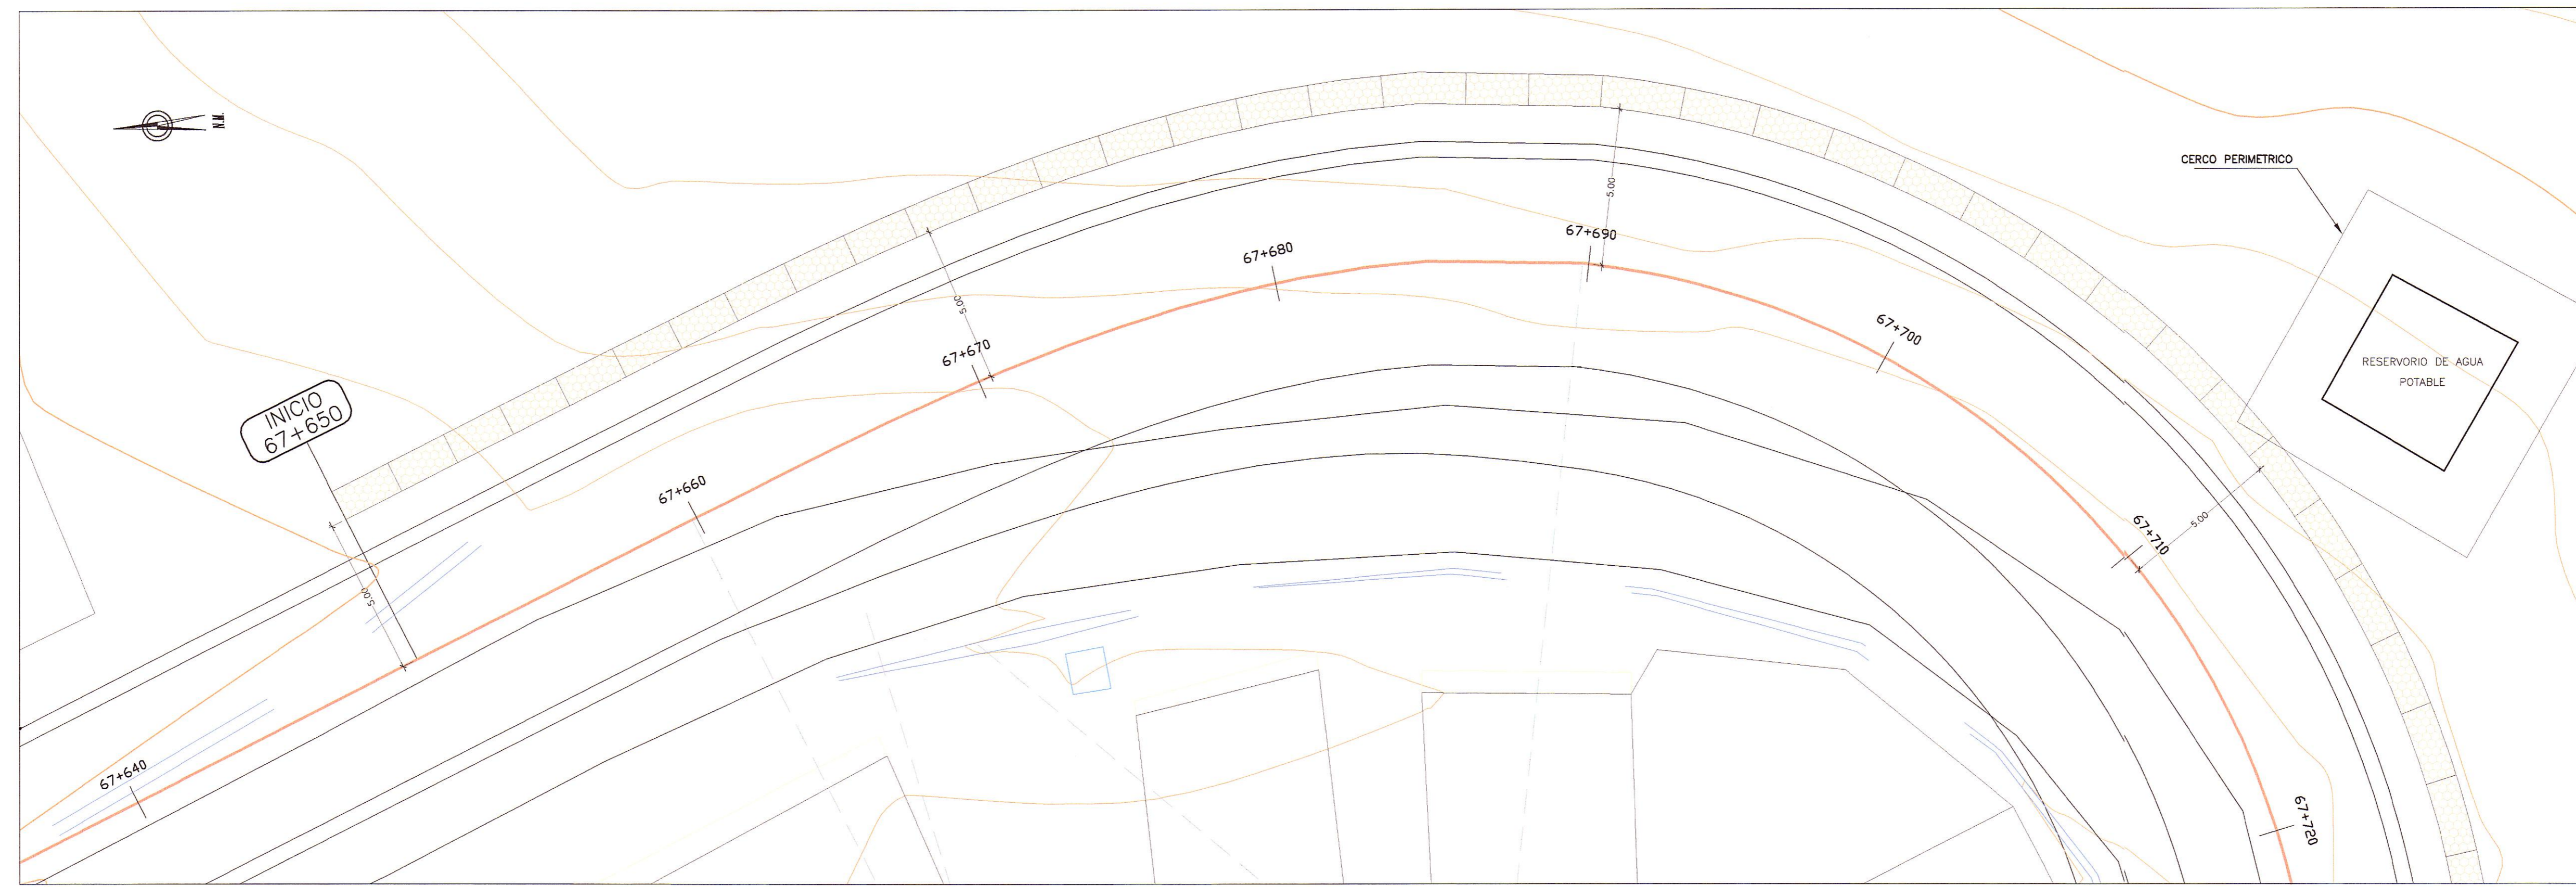 N.M.
CERCO PERIMETRICO
5.00
67+690
67+680
5.00
67+700
67+670
RESERVORIO DE AGUA
POTABLE
INICIO
67+650
67+660
5.00
67+710
5.00
67+640
67+720